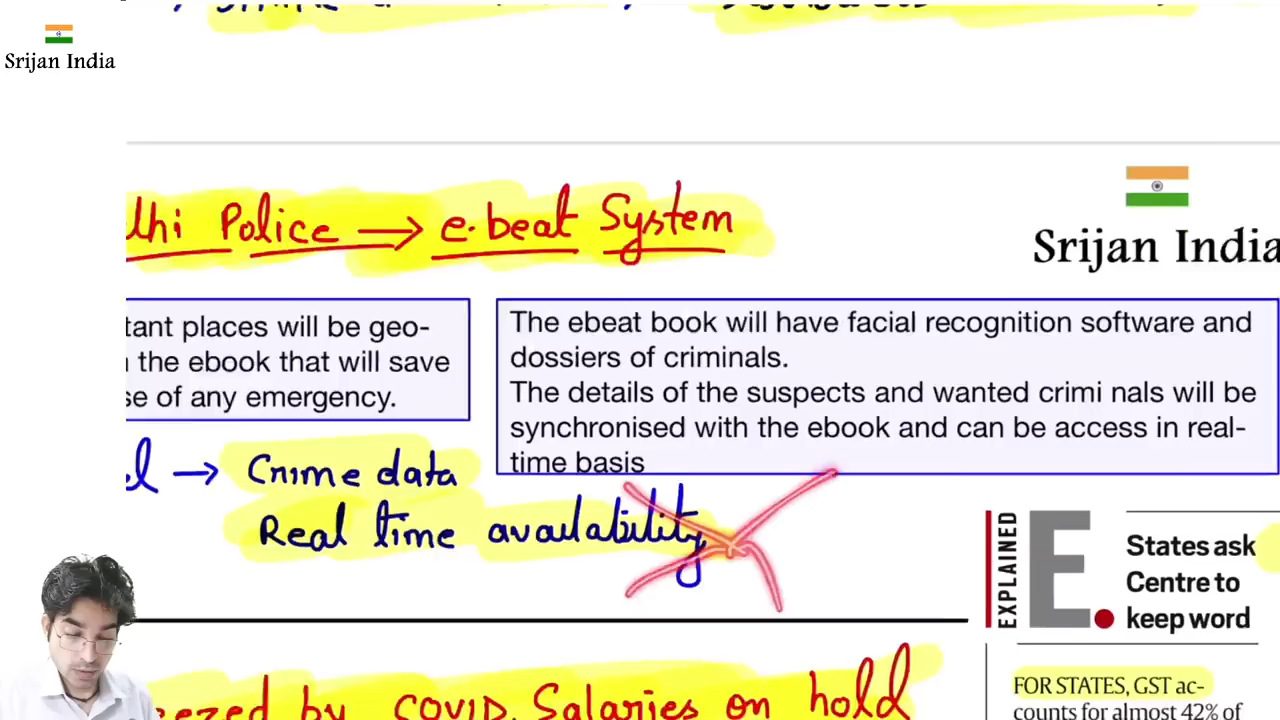 Srijan India
lhi Police → e.beat System
Srijan India
tant places will be geo-
the ebook that will save
se of any emergency.
The ebeat book will have facial recognition software and
dossiers of criminals.
The details of the suspects and wanted crimi nals will be
synchronised with the ebook and can be access in real-
time basis
el → Crime data
Real time availability
EXPLAINED
E.
States ask
Centre to
keep word
FOR STATES, GST ac-
counts for almost 42% of
eezed by COVID, Salaries on hold